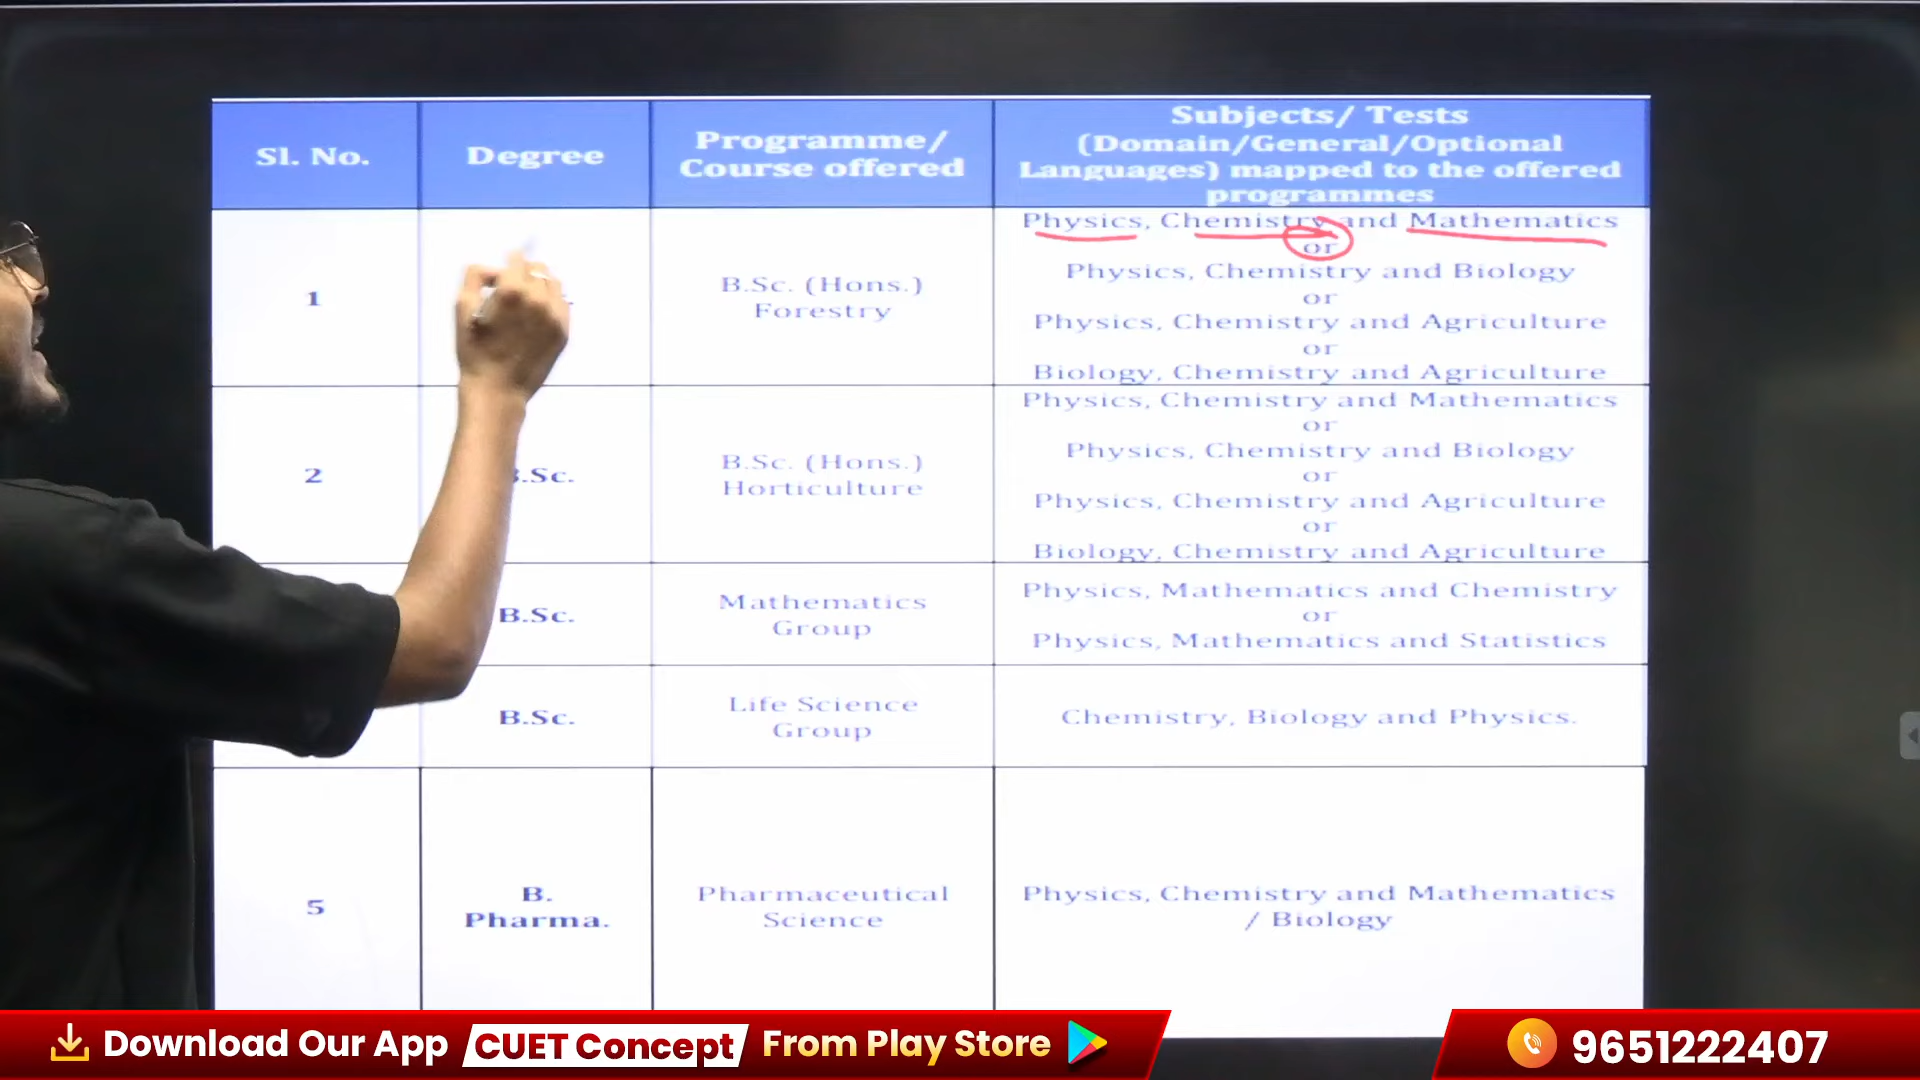 Sl. No.
Degree
Programme/
Course offered
Subjects/ Tests
(Domain/General/Optional
Languages) mapped to the offered
programmes
1
B.Sc. (Hons.)
Forestry
Physics, Chemistry and Mathematics
or
Physics, Chemistry and Biology
or
Physics, Chemistry and Agriculture
or
Biology, Chemistry and Agriculture
2
B.Sc.
B.Sc. (Hons.)
Horticulture
Physics, Chemistry and Mathematics
or
Physics, Chemistry and Biology
or
Physics, Chemistry and Agriculture
or
Biology, Chemistry and Agriculture
B.Sc.
Mathematics
Group
Physics, Mathematics and Chemistry
or
Physics, Mathematics and Statistics
B.Sc.
Life Science
Group
Chemistry, Biology and Physics.
5
B.
Pharma.
Pharmaceutical
Science
Physics, Chemistry and Mathematics
/ Biology
Download Our App CUET Concept From Play Store
9651222407